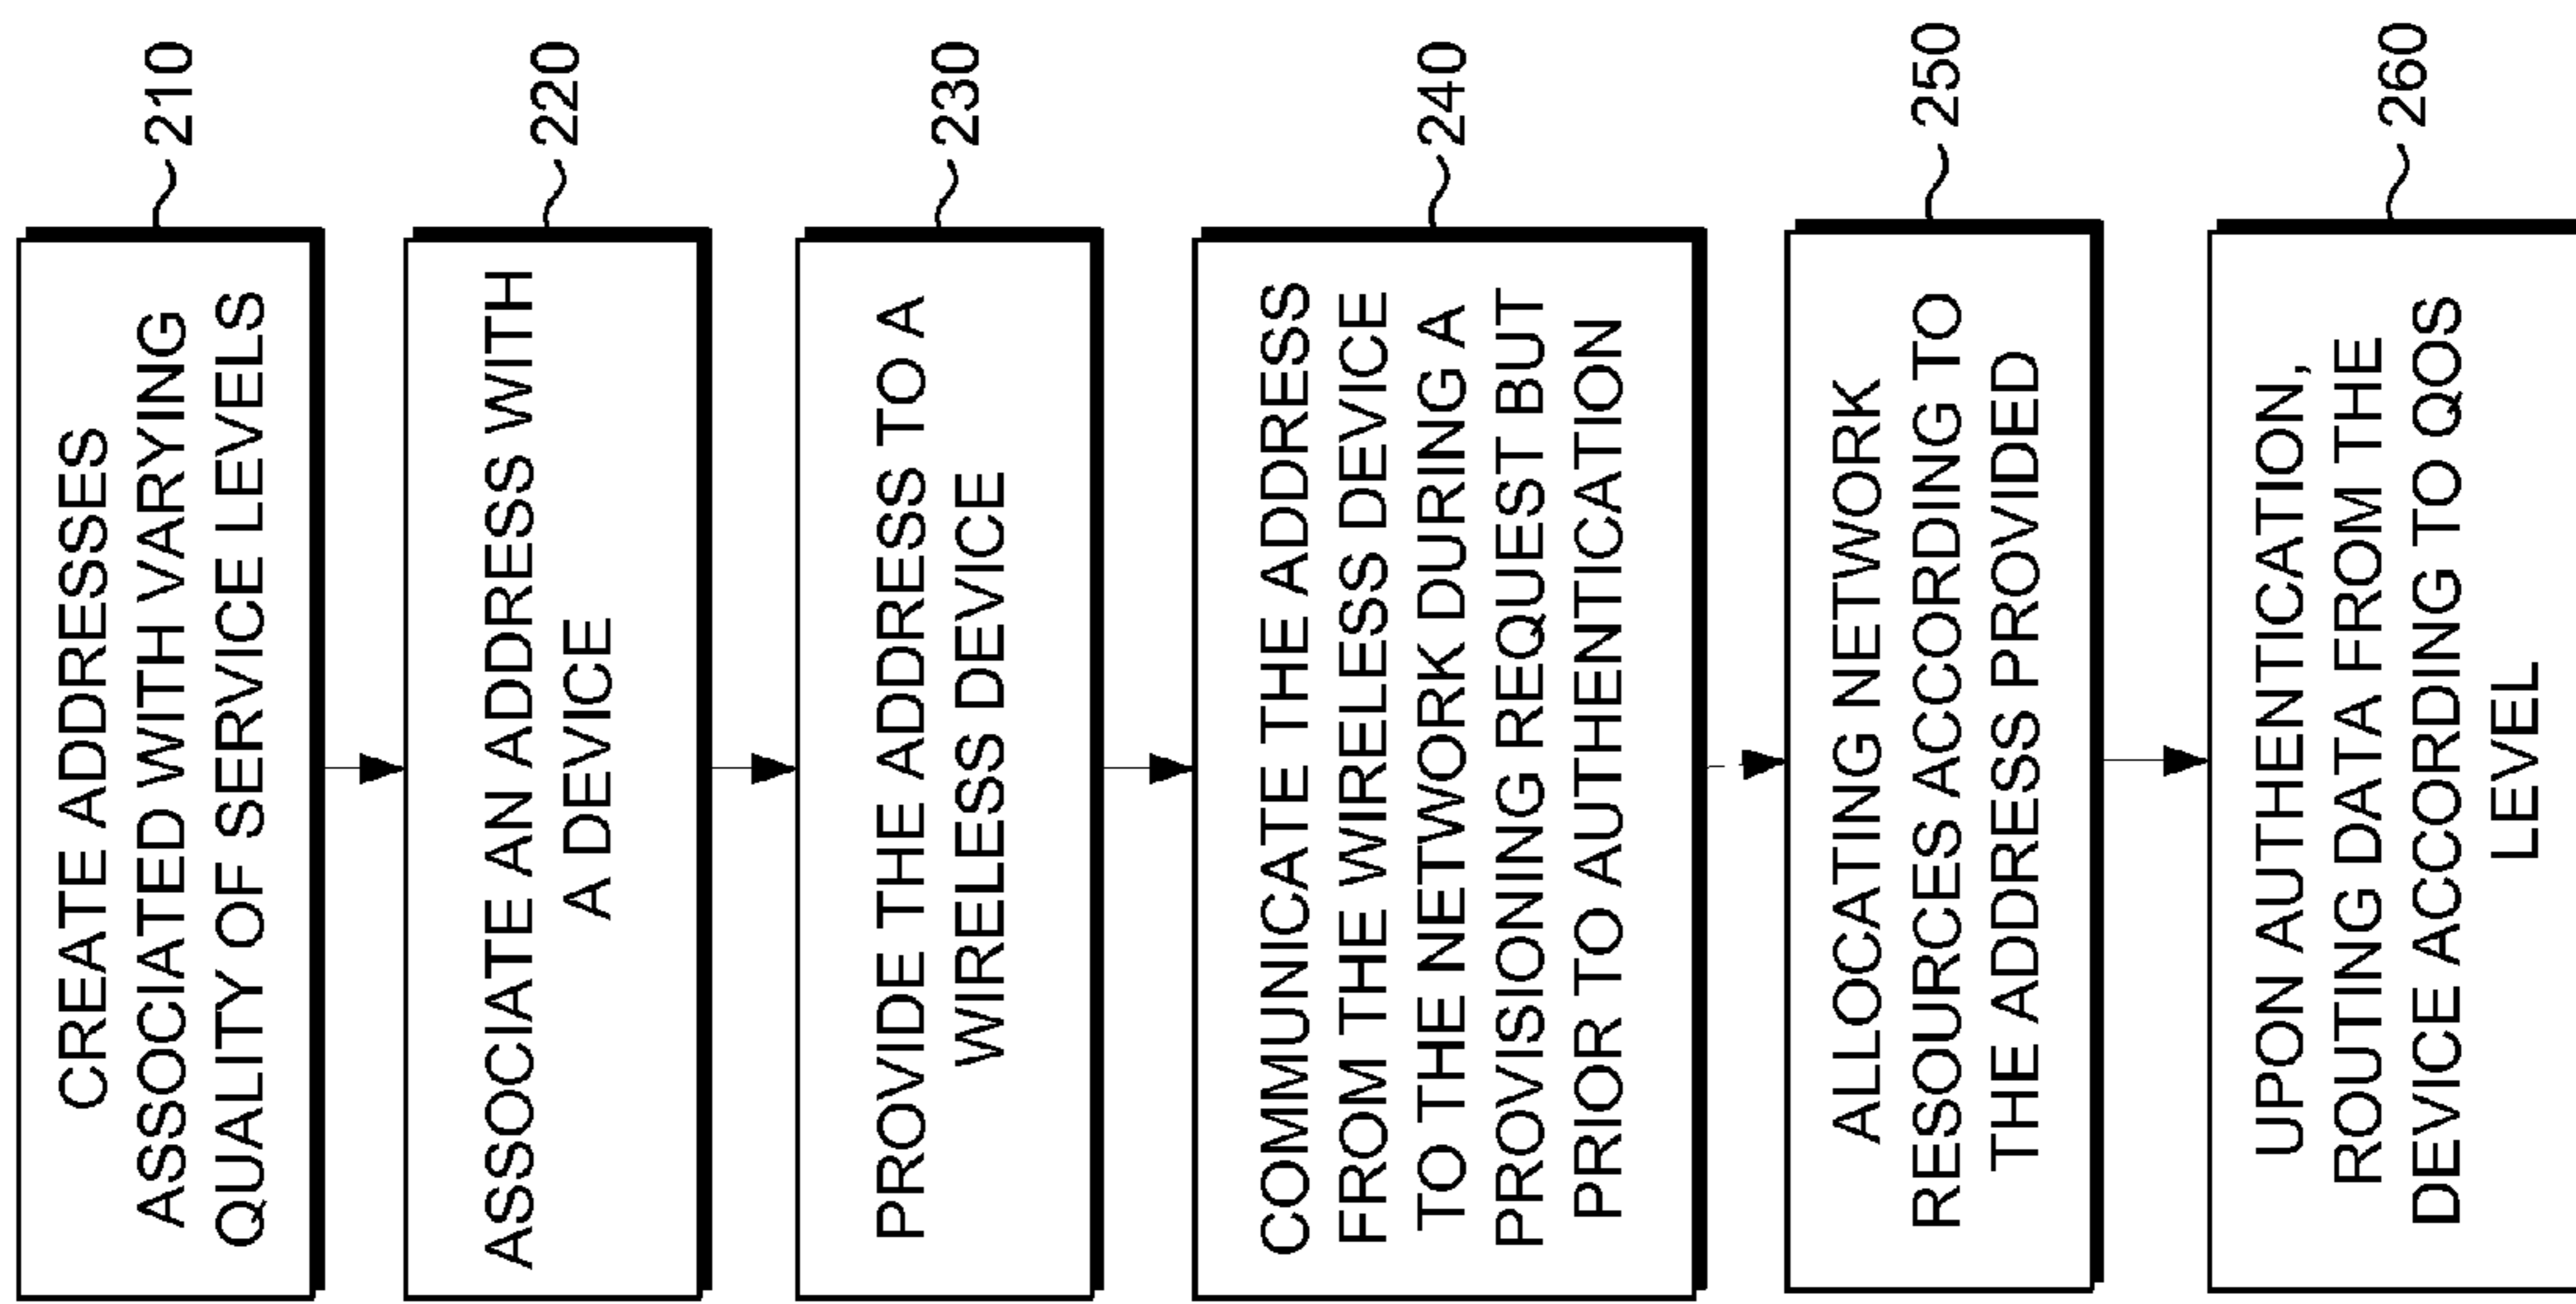 CREATE ADDRESSES
ASSOCIATED WITH VARYING
QUALITY OF SERVICE LEVELS
210
ASSOCIATE AN ADDRESS WITH
A DEVICE
220
PROVIDE THE ADDRESS TO A
WIRELESS DEVICE
230
COMMUNICATE THE ADDRESS
FROM THE WIRELESS DEVICE
TO THE NETWORK DURING A
PROVISIONING REQUEST BUT
PRIOR TO AUTHENTICATION
240
ALLOCATING NETWORK
RESOURCES ACCORDING TO
THE ADDRESS PROVIDED
250
UPON AUTHENTICATION,
ROUTING DATA FROM THE
DEVICE ACCORDING TO QOS
LEVEL
260